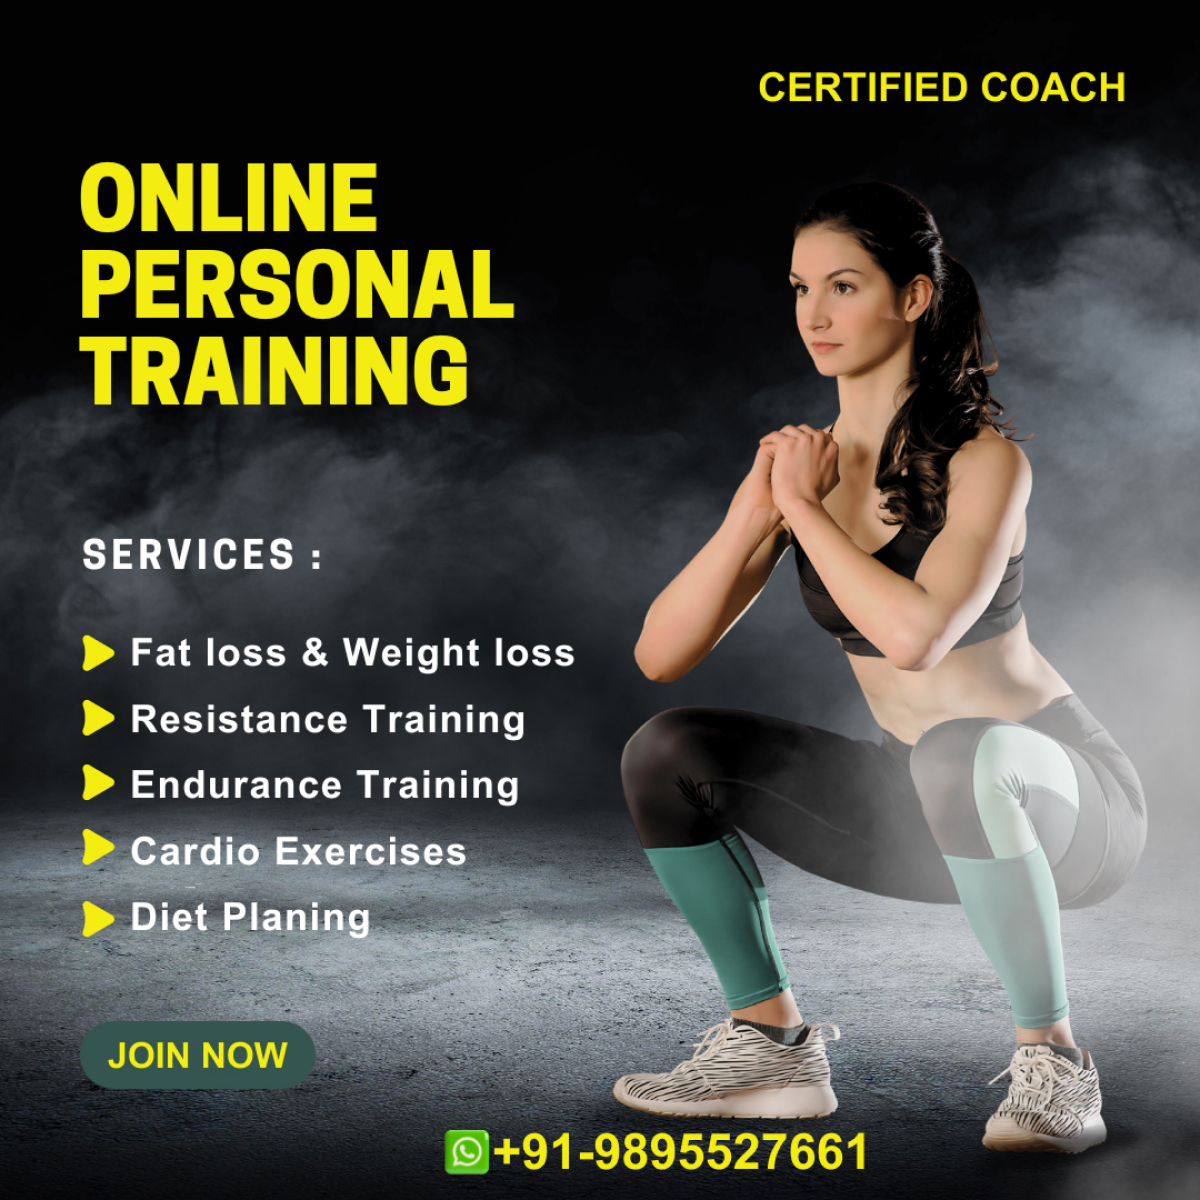 CERTIFIED COACH
ONLINE
PERSONAL
TRAINING
SERVICES :
Fat loss & Weight loss
Resistance Training
Endurance Training
Cardio Exercises
Diet Planing
JOIN NOW
+91-9895527661